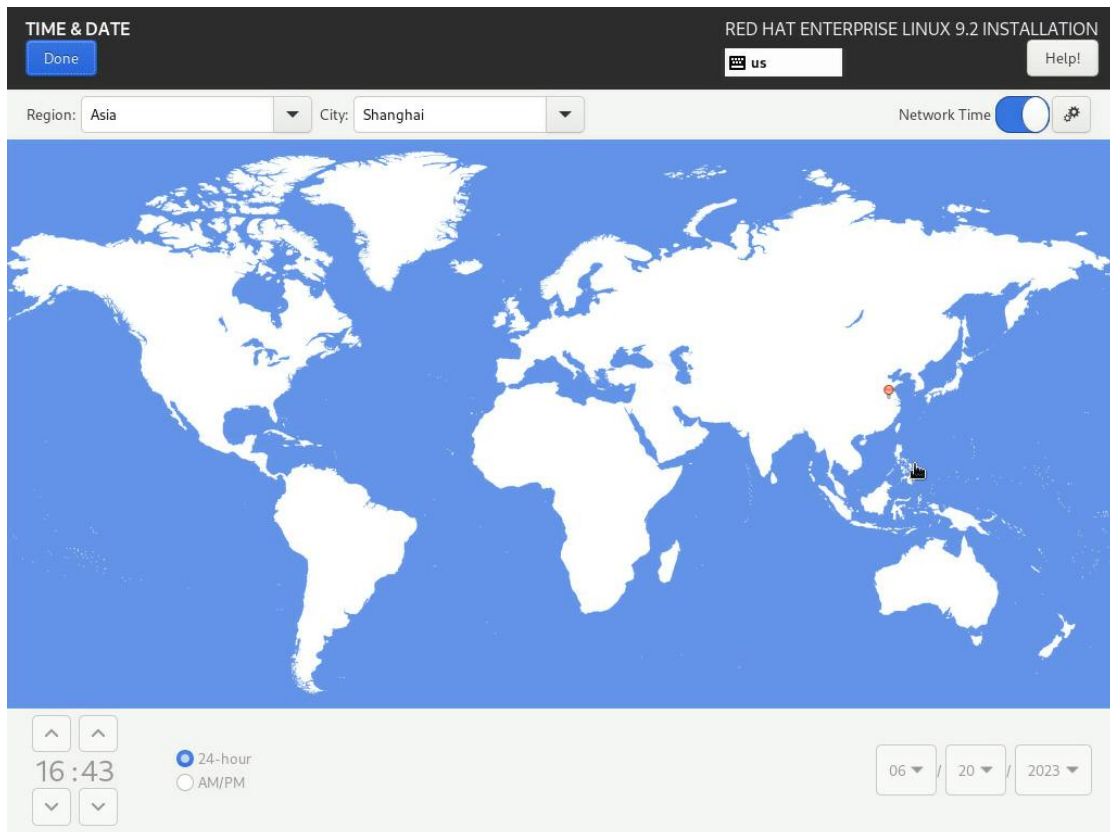 TIME & DATE
RED HAT ENTERPRISE LINUX 9.2 INSTALLATION
Done
us
Help!
Region: Asia City: Shanghai Network Time
16:43
24-hour
AM/PM
06 / 20 / 2023